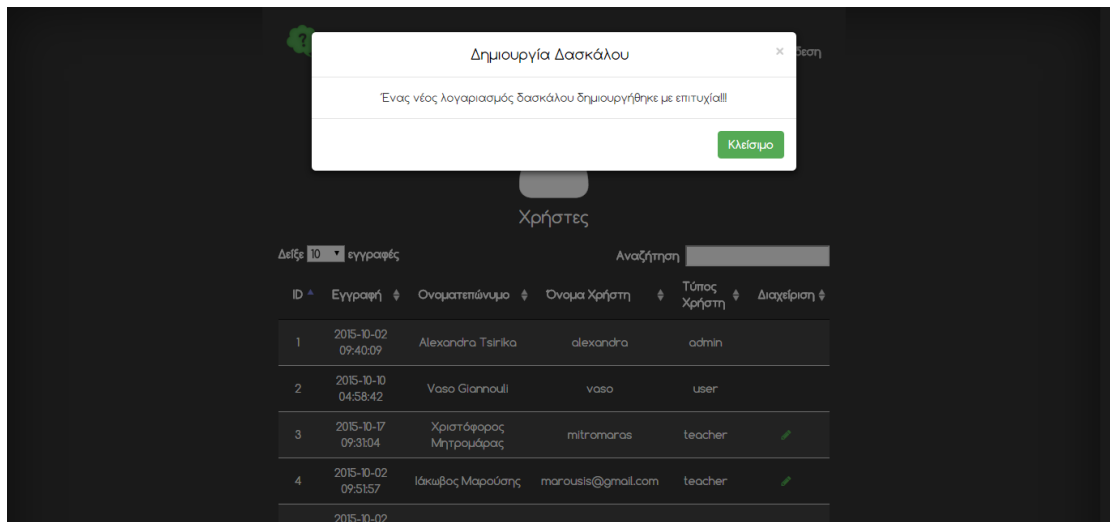 ?
Δημιουργία Δασκάλου ×
δεση
Ένας νέος λογαριασμός δασκάλου δημιουργήθηκε με επιτυχία!!!
Κλείσιμο
Χρήστες
Δείξε 10 εγγραφές Αναζήτηση
ID Εγγραφή Ονοματεπώνυμο Όνομα Χρήστη Τύπος Χρήστη Διαχείριση
1 2015-10-02 09:40:09 Alexandra Tsirika alexandra admin
2 2015-10-10 04:58:42 Vaso Giannouli vaso user
3 2015-10-17 09:31:04 Χριστόφορος Μητρομάρας mitromaras teacher
4 2015-10-02 09:51:57 Ιάκωβος Μαρούσης marousis@gmail.com teacher
2015-10-02